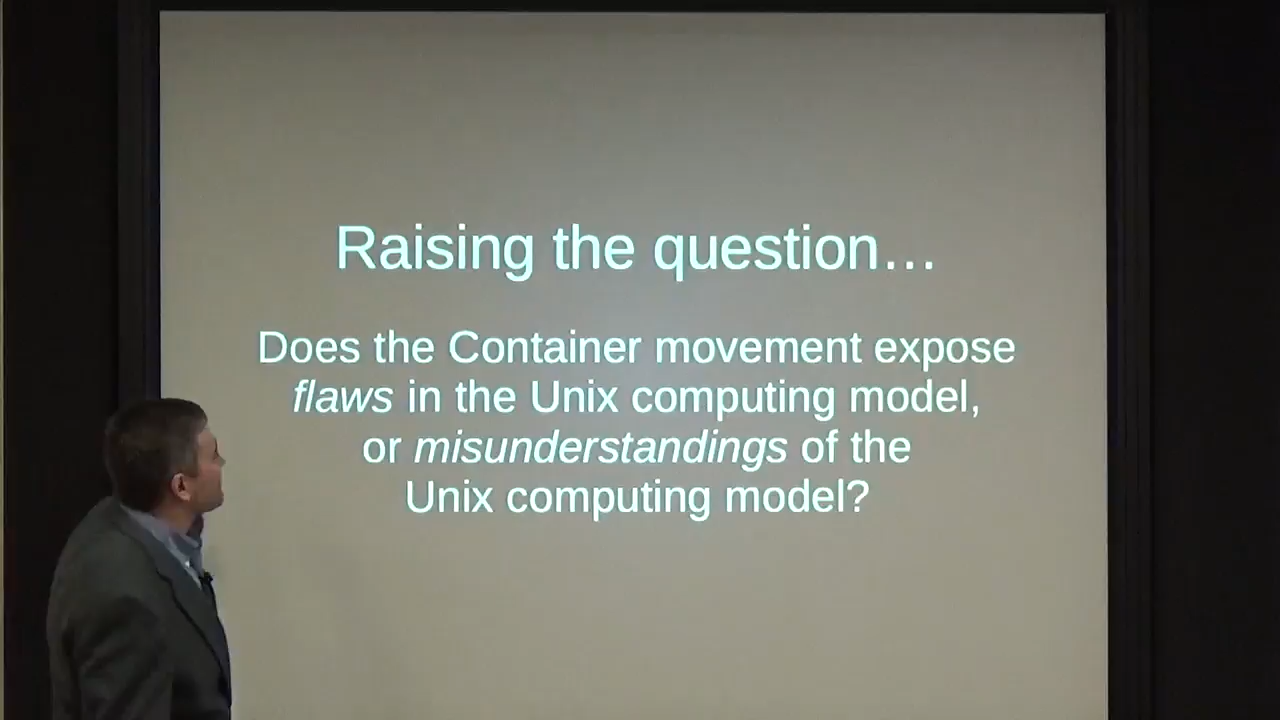 Raising the question…
Does the Container movement expose
flaws in the Unix computing model,
or misunderstandings of the
Unix computing model?